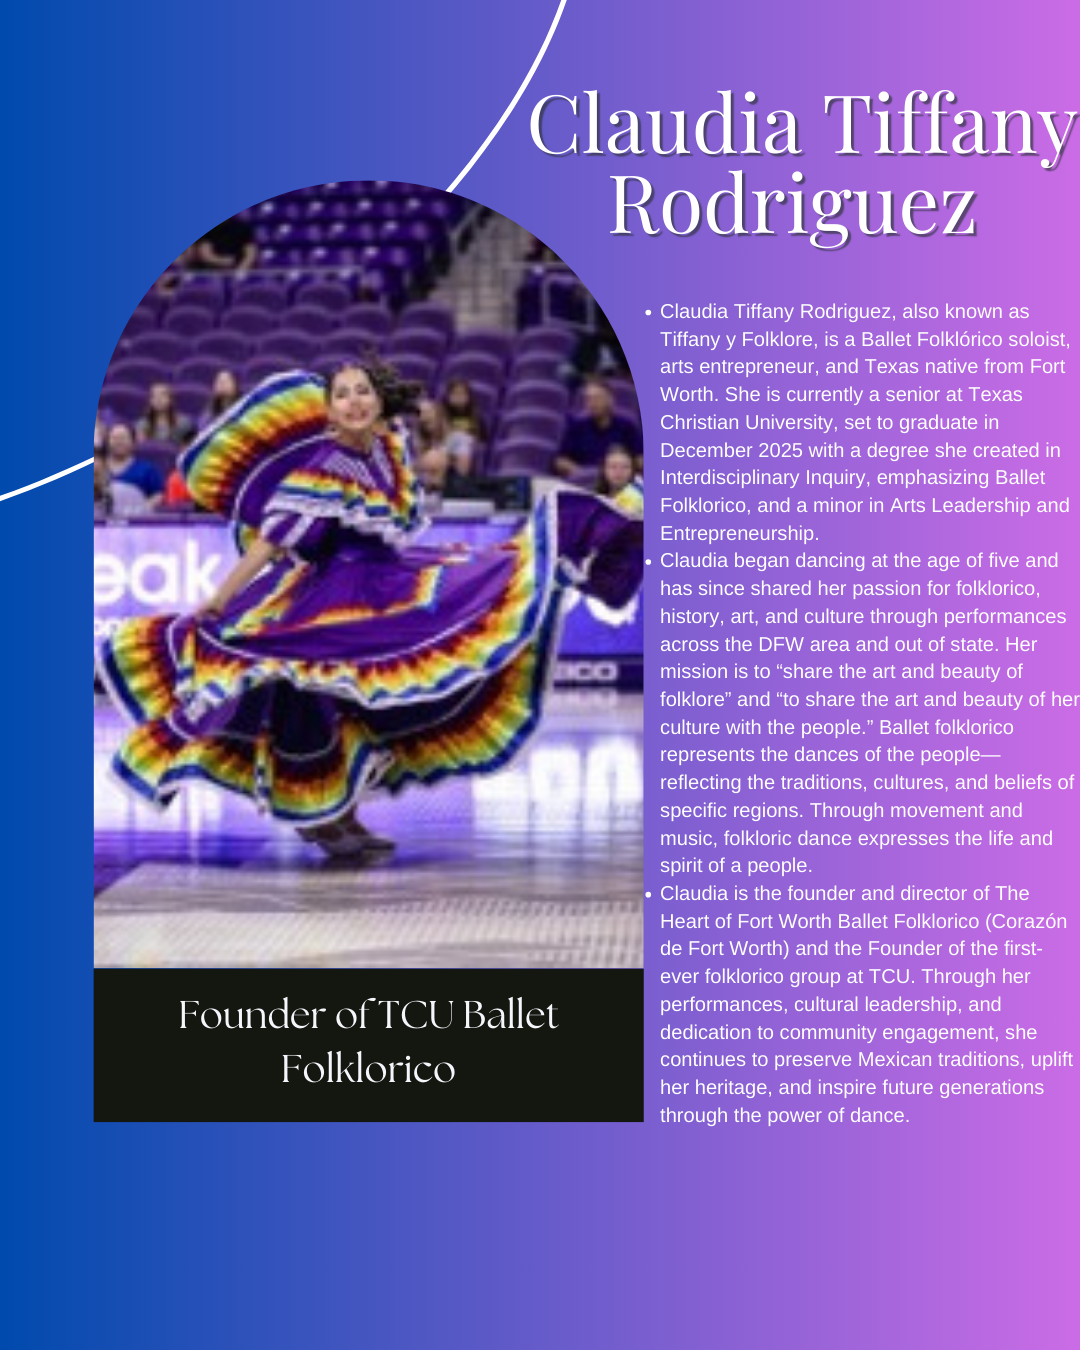 Claudia Tiffany
Rodriguez
• Claudia Tiffany Rodriguez, also known as
Tiffany y Folklore, is a Ballet Folklórico soloist,
arts entrepreneur, and Texas native from Fort
Worth. She is currently a senior at Texas
Christian University, set to graduate in
December 2025 with a degree she created in
Interdisciplinary Inquiry, emphasizing Ballet
Folklorico, and a minor in Arts Leadership and
Entrepreneurship.
• Claudia began dancing at the age of five and
has since shared her passion for folklorico,
history, art, and culture through performances
across the DFW area and out of state. Her
mission is to “share the art and beauty of
folklore” and “to share the art and beauty of her
culture with the people.” Ballet folklorico
represents the dances of the people—
reflecting the traditions, cultures, and beliefs of
specific regions. Through movement and
music, folkloric dance expresses the life and
spirit of a people.
• Claudia is the founder and director of The
Heart of Fort Worth Ballet Folklorico (Corazón
de Fort Worth) and the Founder of the first-
ever folklorico group at TCU. Through her
performances, cultural leadership, and
dedication to community engagement, she
continues to preserve Mexican traditions, uplift
her heritage, and inspire future generations
through the power of dance.
eak
Founder of TCU Ballet
Folklorico